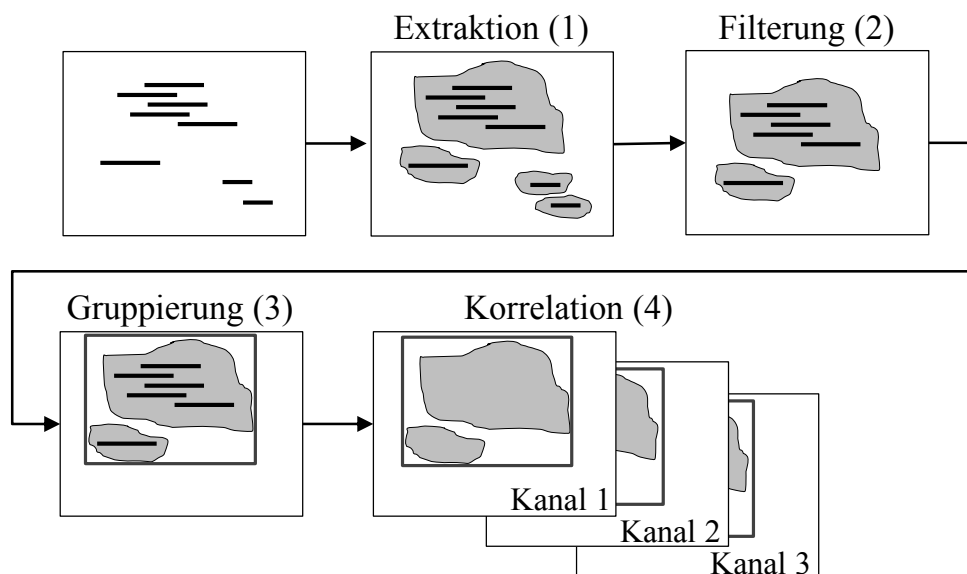 Extraktion (1)
Filterung (2)
Gruppierung (3)
Korrelation (4)
Kanal 1
Kanal 2
Kanal 3